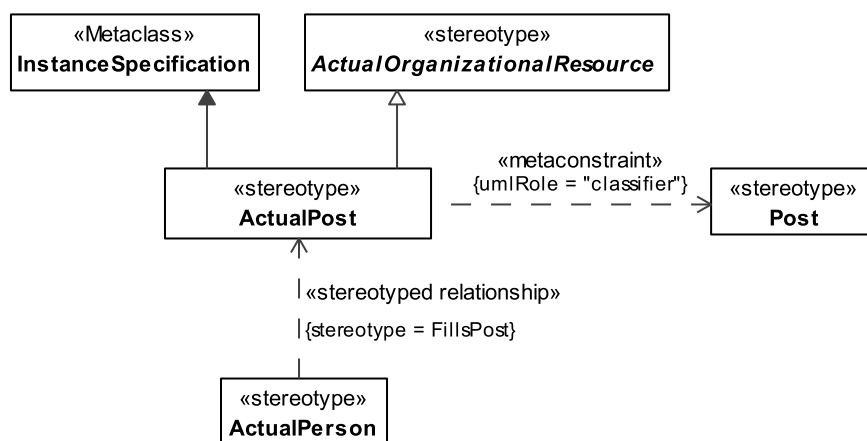 «Metaclass»
InstanceSpecification
«stereotype»
ActualOrganizationalResource
«stereotype»
ActualPost
«metaconstraint»
{umlRole = "classifier"}
«stereotype»
Post
«stereotyped relationship»
{stereotype = FillsPost}
«stereotype»
ActualPerson